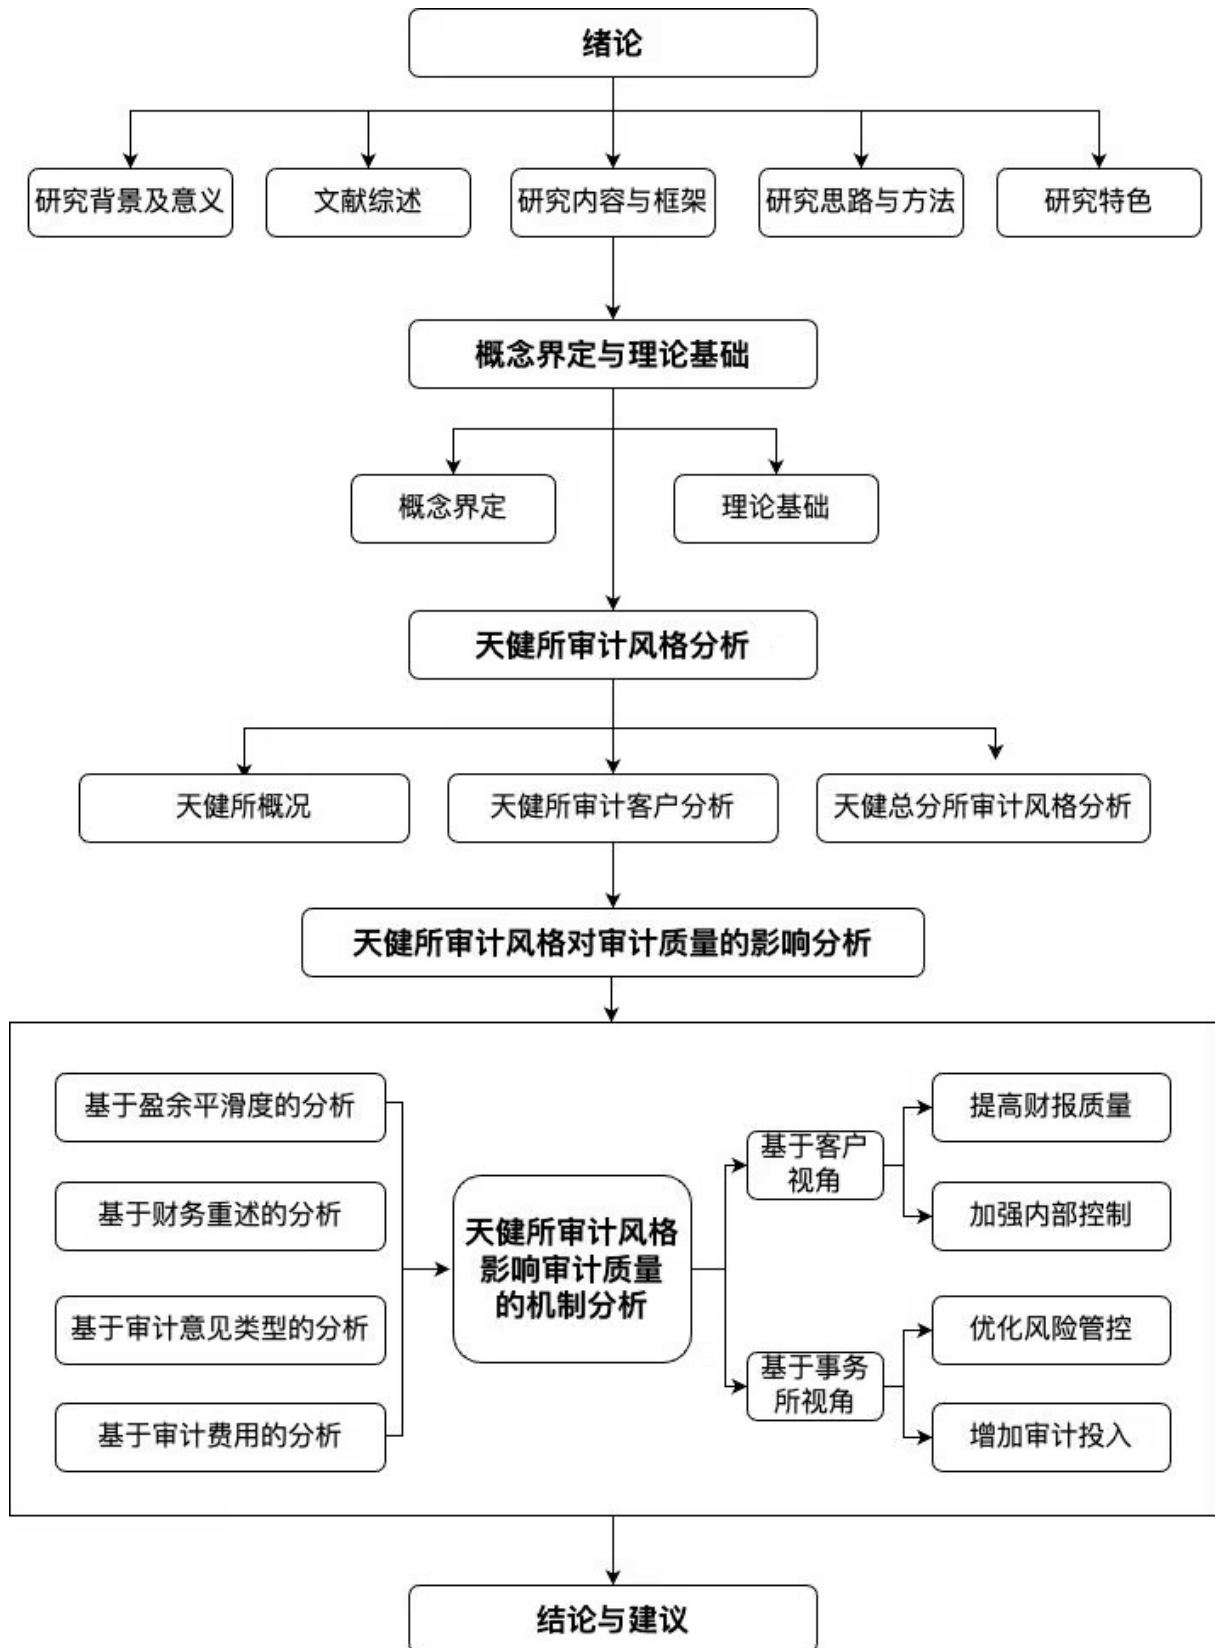 绪论
研究背景及意义
文献综述
研究内容与框架
研究思路与方法
研究特色
概念界定与理论基础
概念界定
理论基础
天健所审计风格分析
天健所概况
天健所审计客户分析
天健总分所审计风格分析
天健所审计风格对审计质量的影响分析
基于盈余平滑度的分析
基于财务重述的分析
基于审计意见类型的分析
基于审计费用的分析
天健所审计风格
影响审计质量
的机制分析
基于客户
视角
基于事务
所视角
提高财报质量
加强内部控制
优化风险管控
增加审计投入
结论与建议